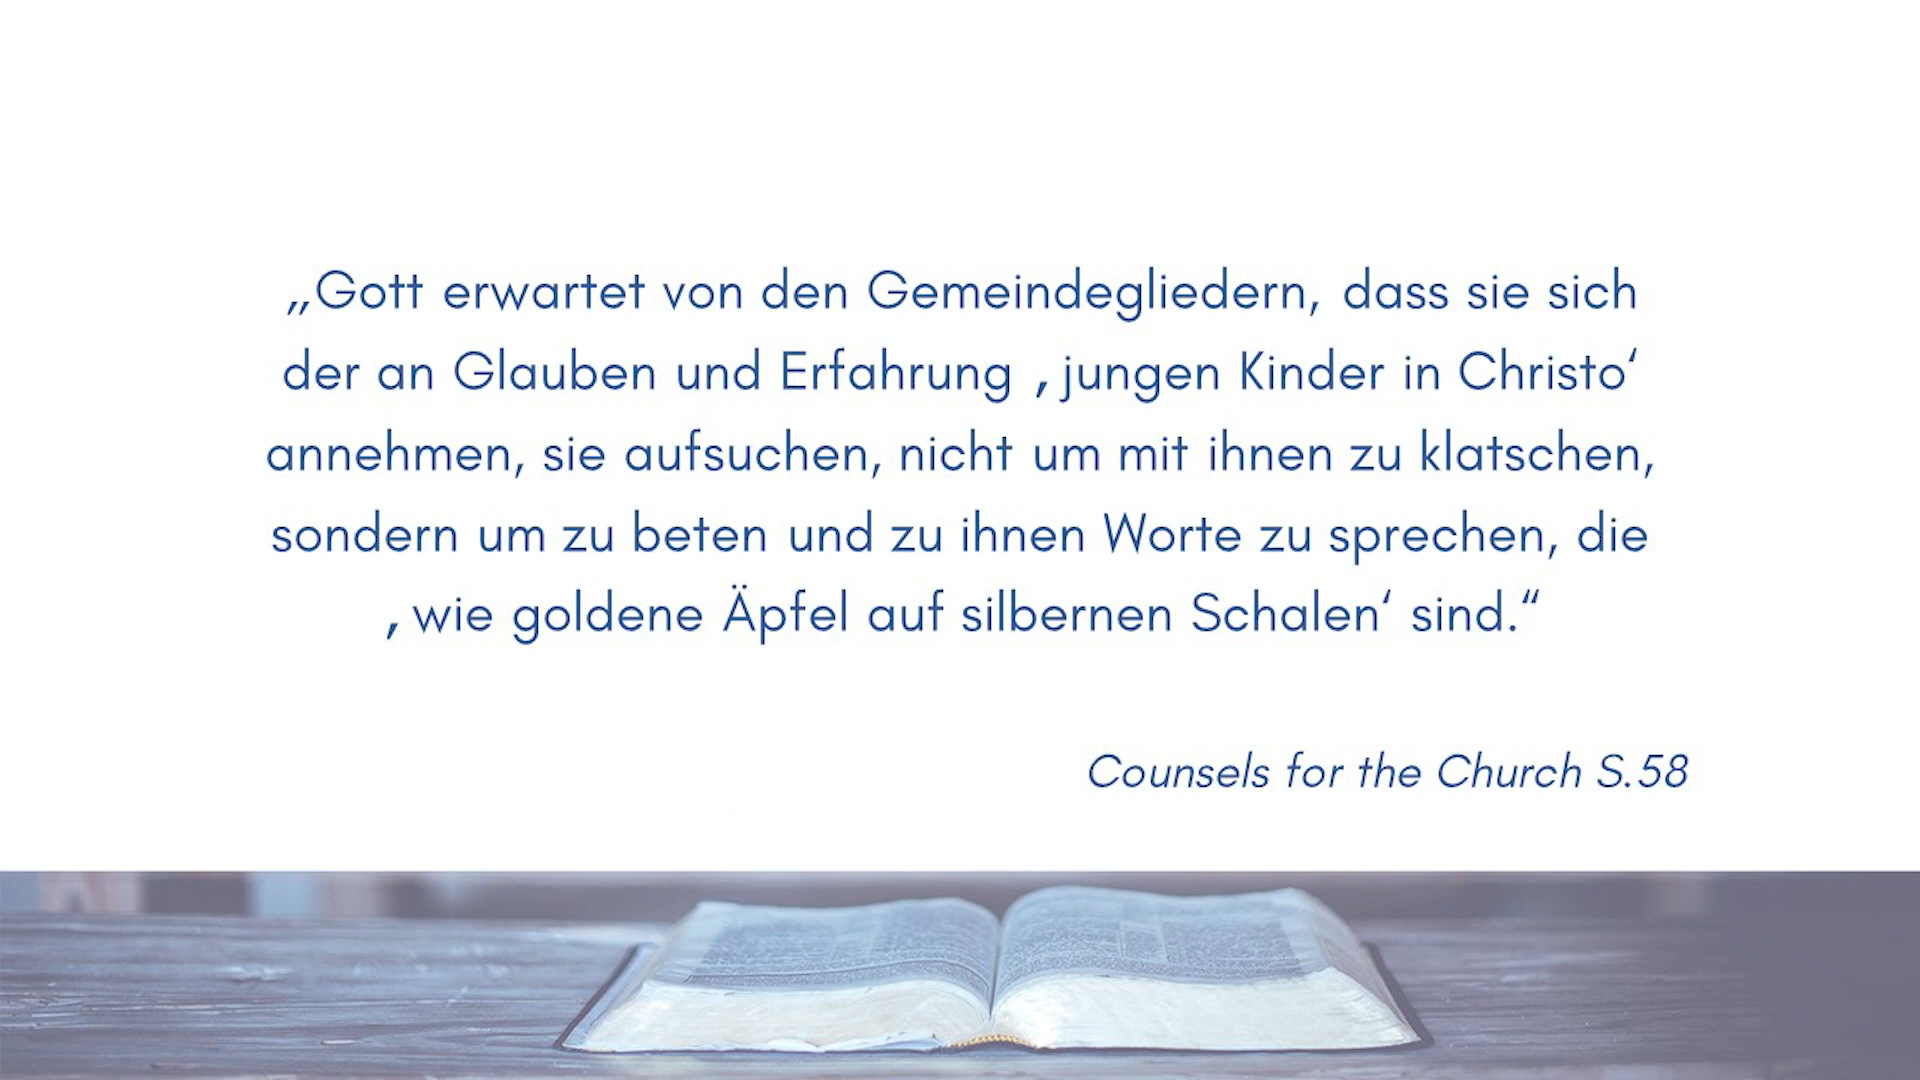 „Gott erwartet von den Gemeindegliedern, dass sie sich
der an Glauben und Erfahrung ‚jungen Kinder in Christo‘
annehmen, sie aufsuchen, nicht um mit ihnen zu klatschen,
sondern um zu beten und zu ihnen Worte zu sprechen, die
‚wie goldene Äpfel auf silbernen Schalen‘ sind.“
Counsels for the Church S.58